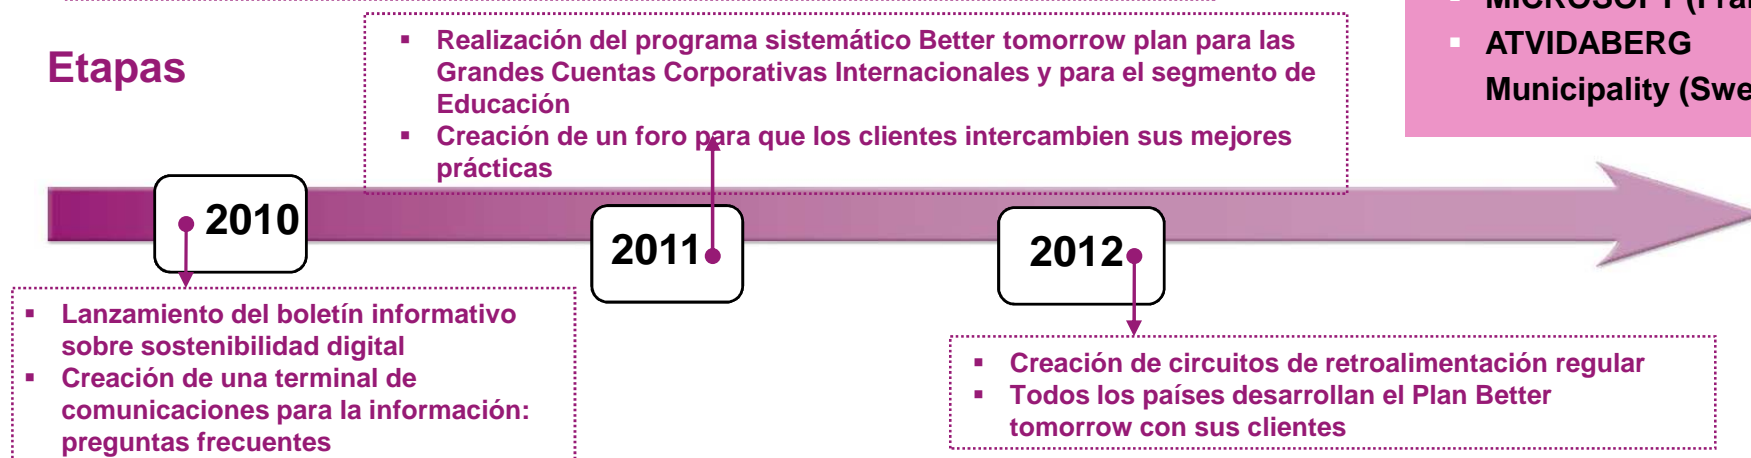 MICROSOFT
ATVIDABERG
Municipality
Etapas
▪ Realización del programa sistemático Better tomorrow plan para las
Grandes Cuentas Corporativas Internacionales y para el segmento de
Educación
▪ Creación de un foro para que los clientes intercambien sus mejores
prácticas
2010
2011
2012
▪ Lanzamiento del boletín informativo
sobre sostenibilidad digital
▪ Creación de una terminal de
comunicaciones para la información:
preguntas frecuentes
▪ Creación de circuitos de retroalimentación regular
▪ Todos los países desarrollan el Plan Better
tomorrow con sus clientes